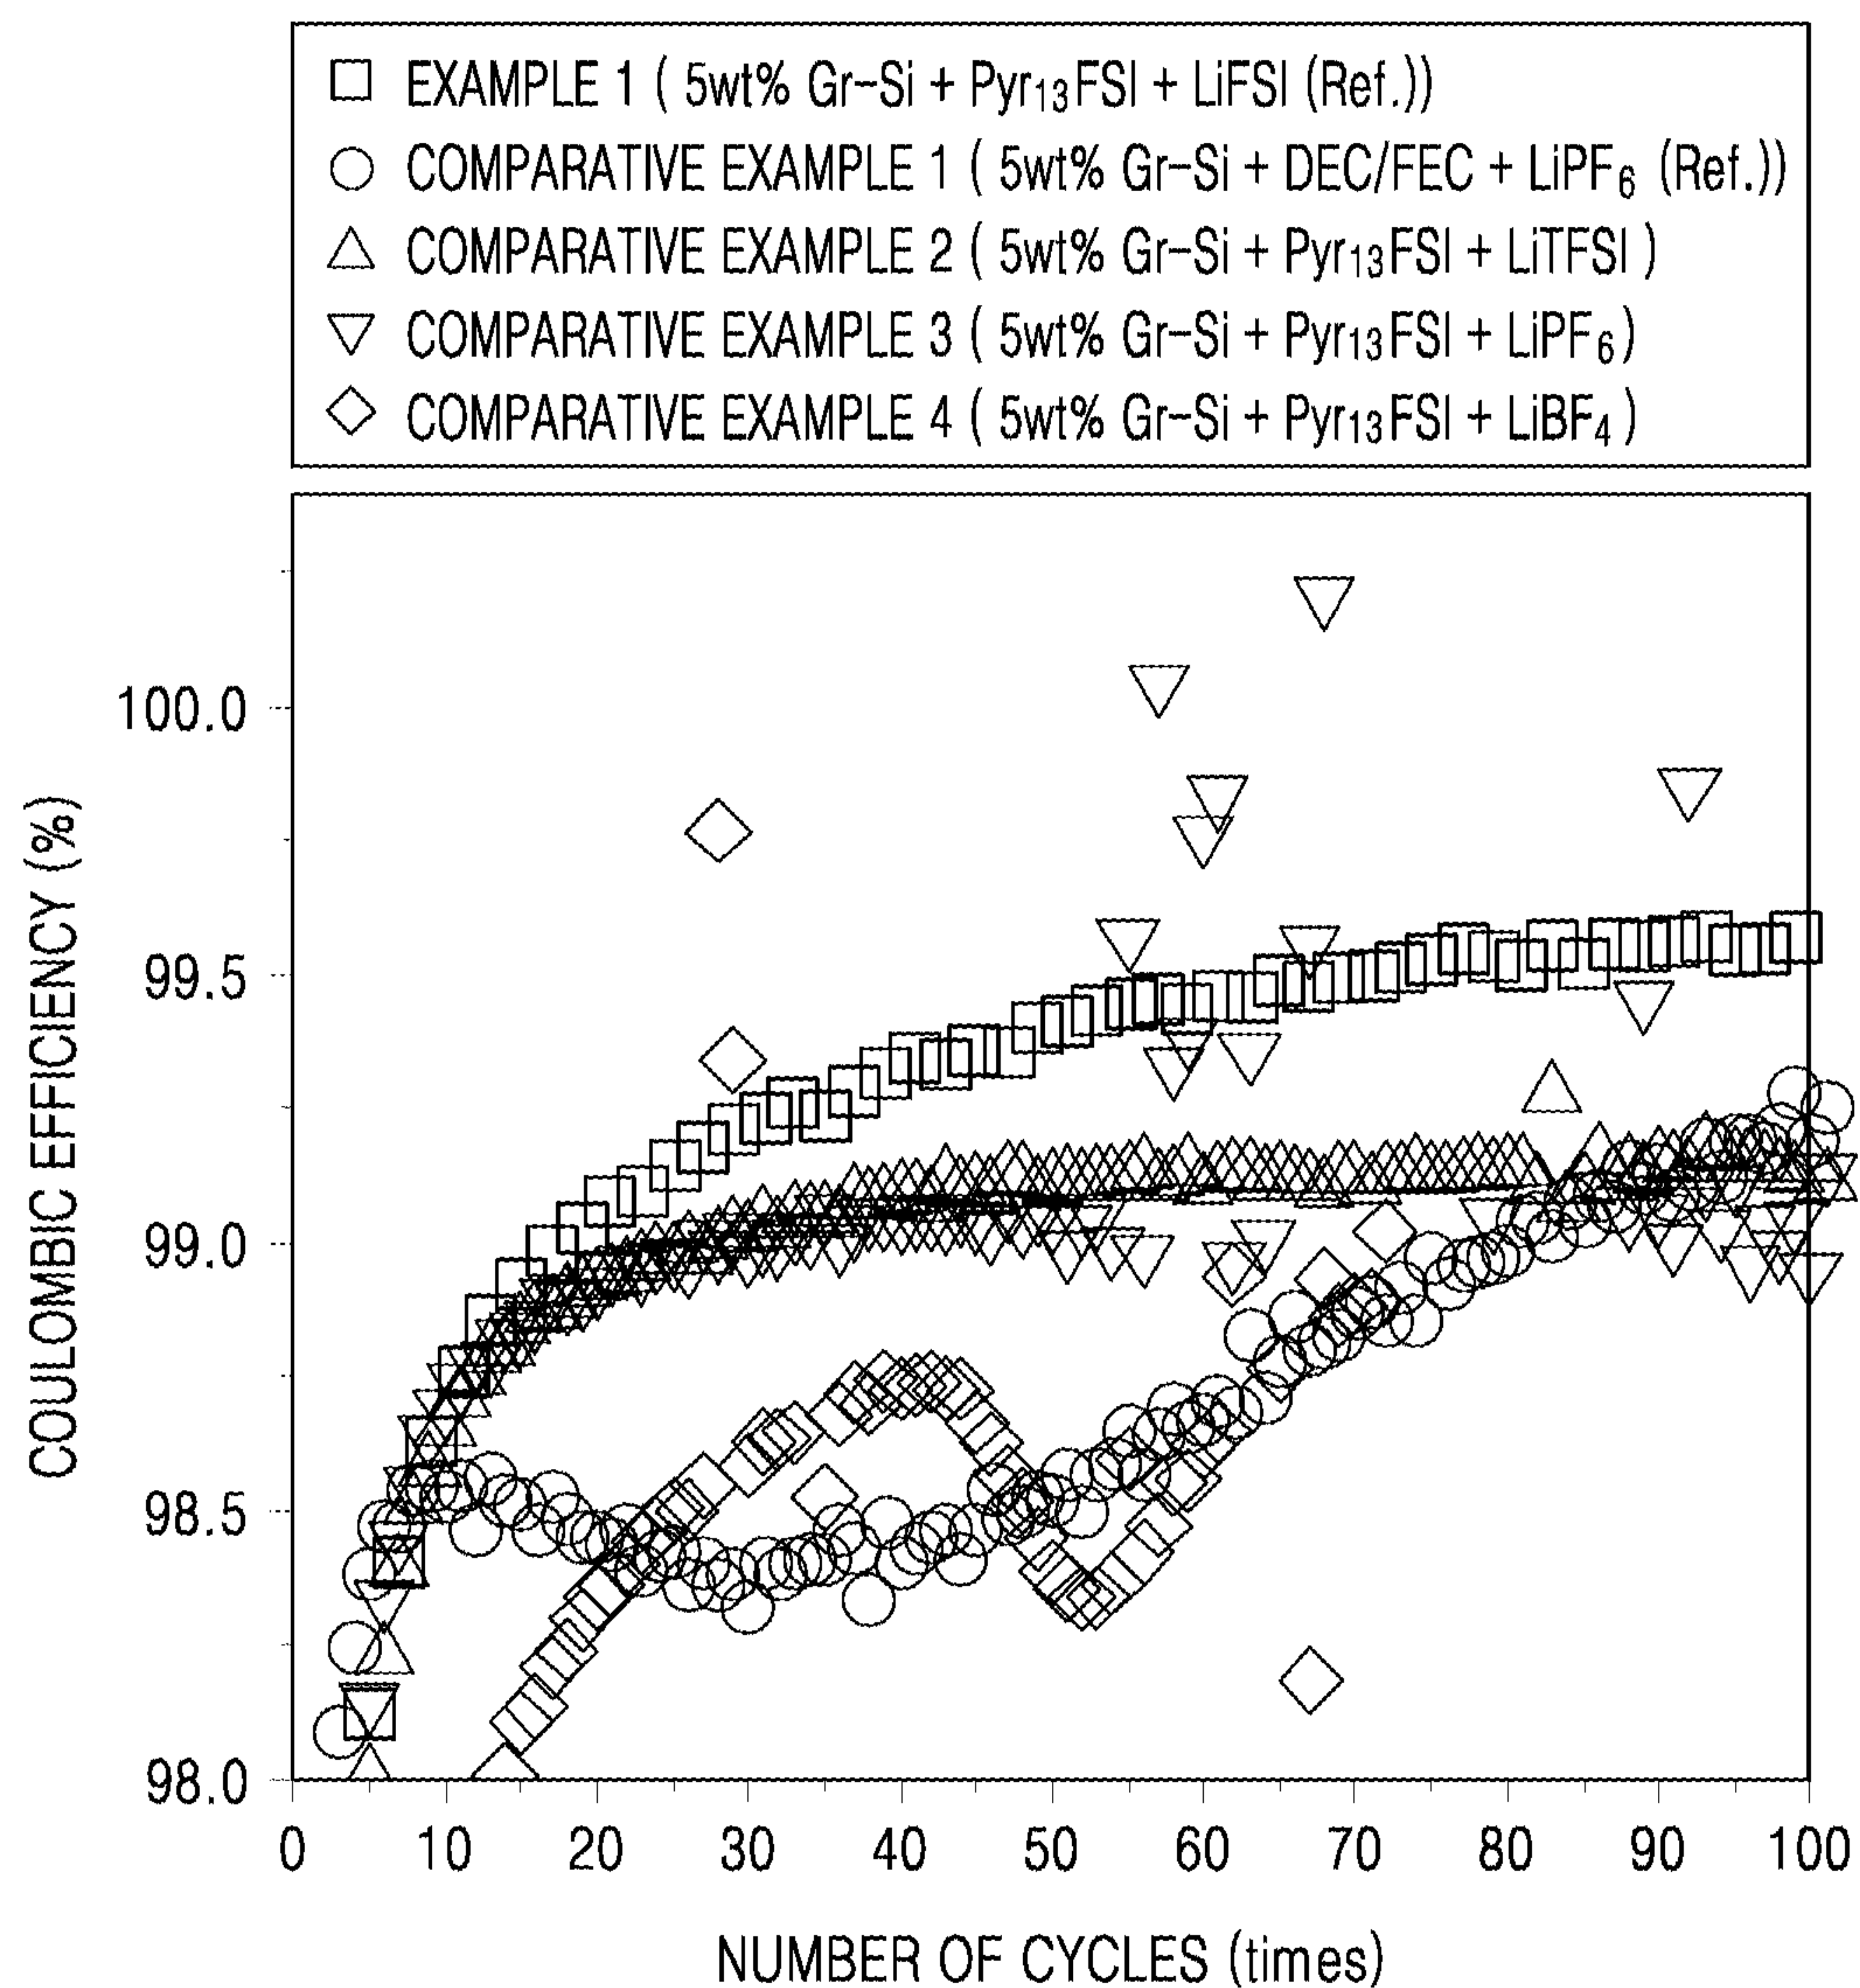 EXAMPLE 1 ( 5wt% Gr-Si + Pyr₁₃FSI + LiFSI (Ref.))
COMPARATIVE EXAMPLE 1 ( 5wt% Gr-Si + DEC/FEC + LiPF₆ (Ref.))
COMPARATIVE EXAMPLE 2 ( 5wt% Gr-Si + Pyr₁₃FSI + LiTFSI )
COMPARATIVE EXAMPLE 3 ( 5wt% Gr-Si + Pyr₁₃FSI + LiPF₆)
COMPARATIVE EXAMPLE 4 ( 5wt% Gr-Si + Pyr₁₃FSI + LiBF₄ )
COULOMBIC EFFICIENCY (%)
100.0
99.5
99.0
98.5
98.0
0 10 20 30 40 50 60 70 80 90 100
NUMBER OF CYCLES (times)